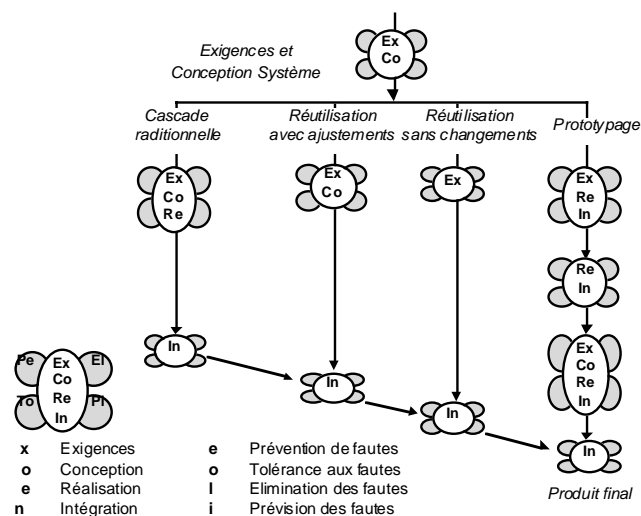 Exigences et
Conception Système
Ex
Co
Cascade
raditionnelle
Réutilisation
avec ajustements
Réutilisation
sans changements
Prototypage
Ex
Co
Re
Ex
Co
Ex
Ex
Re
In
Re
In
Ex
Co
Re
In
In
In
In
In
Produit final
Pe
El
To
PI
Ex
Co
Re
In
x Exigences
o Conception
e Réalisation
n Intégration
e Prévention de fautes
o Tolérance aux fautes
l Elimination des fautes
i Prévision des fautes